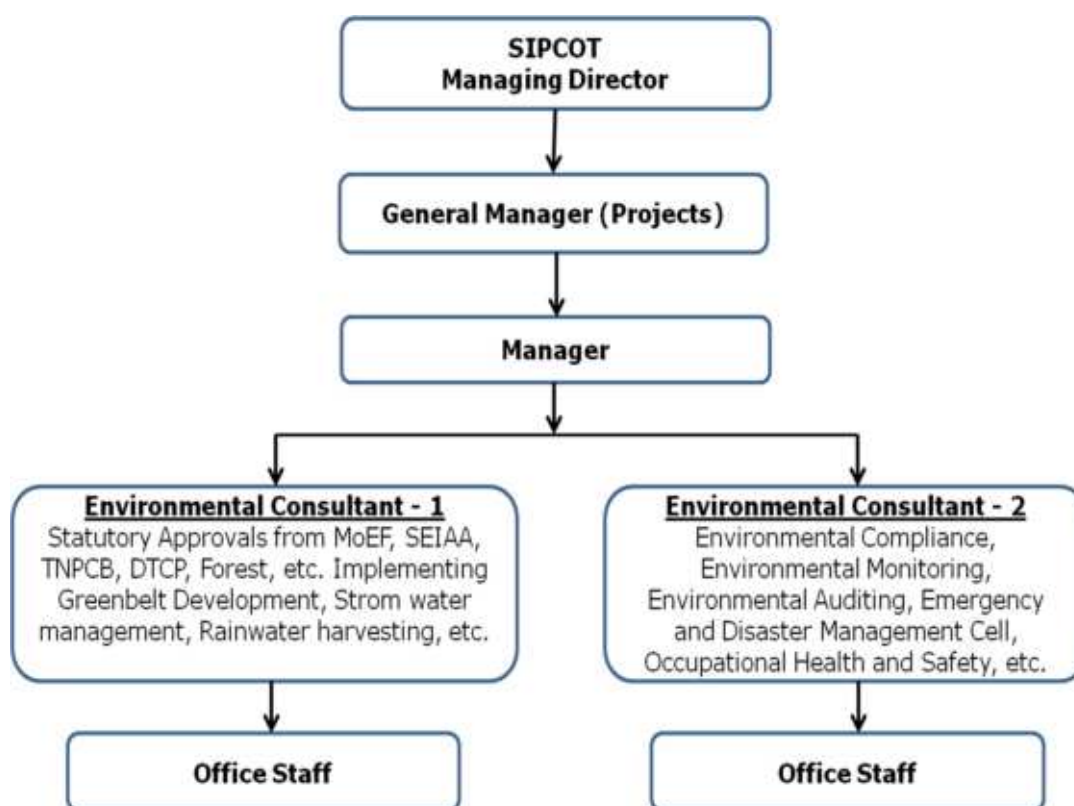 SIPCOT
Managing Director
General Manager (Projects)
Manager
Environmental Consultant - 1
Statutory Approvals from MoEF, SEIAA,
TNPCB, DTCP, Forest, etc. Implementing
Greenbelt Development, Strom water
management, Rainwater harvesting, etc.
Environmental Consultant - 2
Environmental Compliance,
Environmental Monitoring,
Environmental Auditing, Emergency
and Disaster Management Cell,
Occupational Health and Safety, etc.
Office Staff
Office Staff